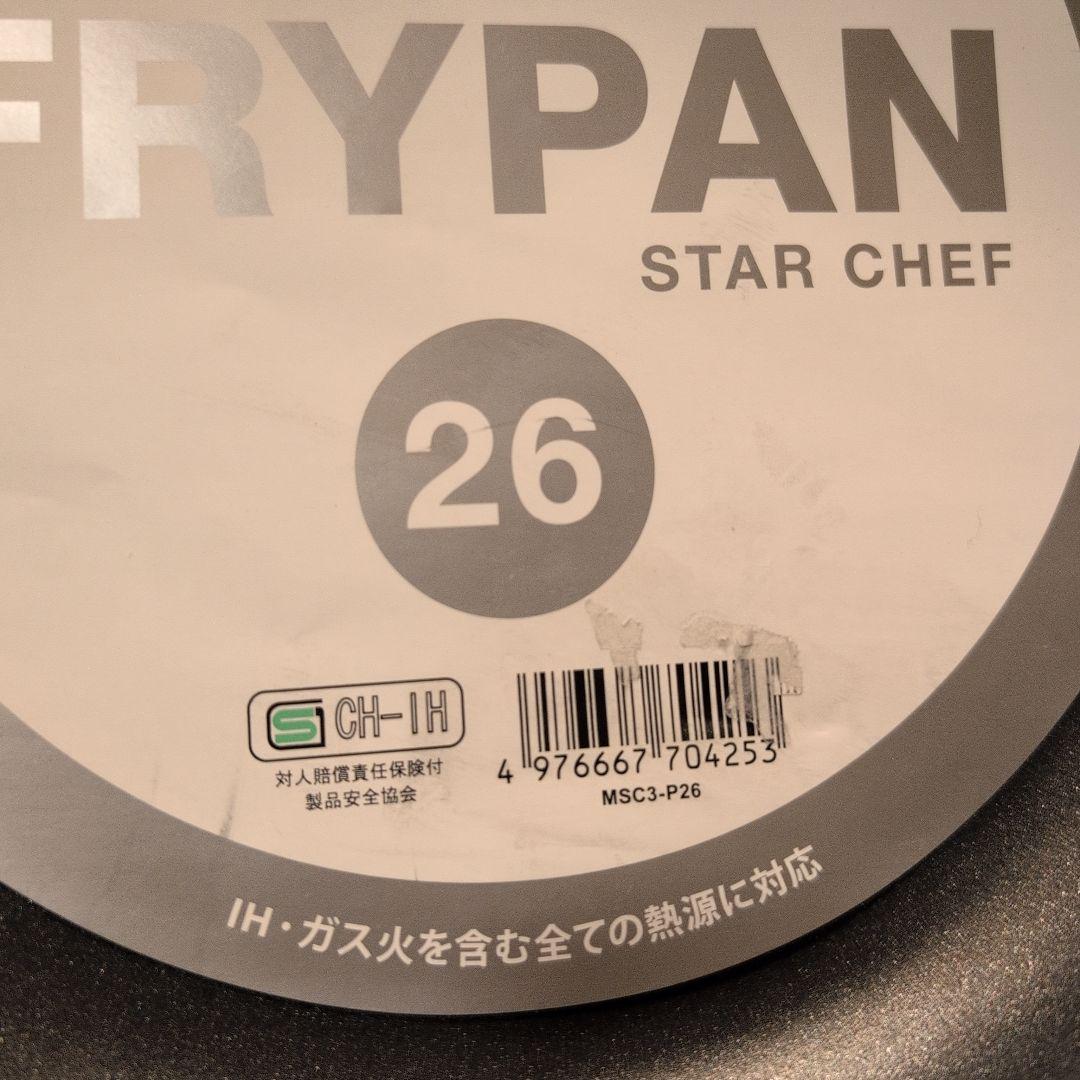 FRYPAN
STAR CHEF
26
SG CH-IH
対人賠償責任保険付
製品安全協会
4 976667 704253
MSC3-P26
IH・ガス火を含む全ての熱源に対応